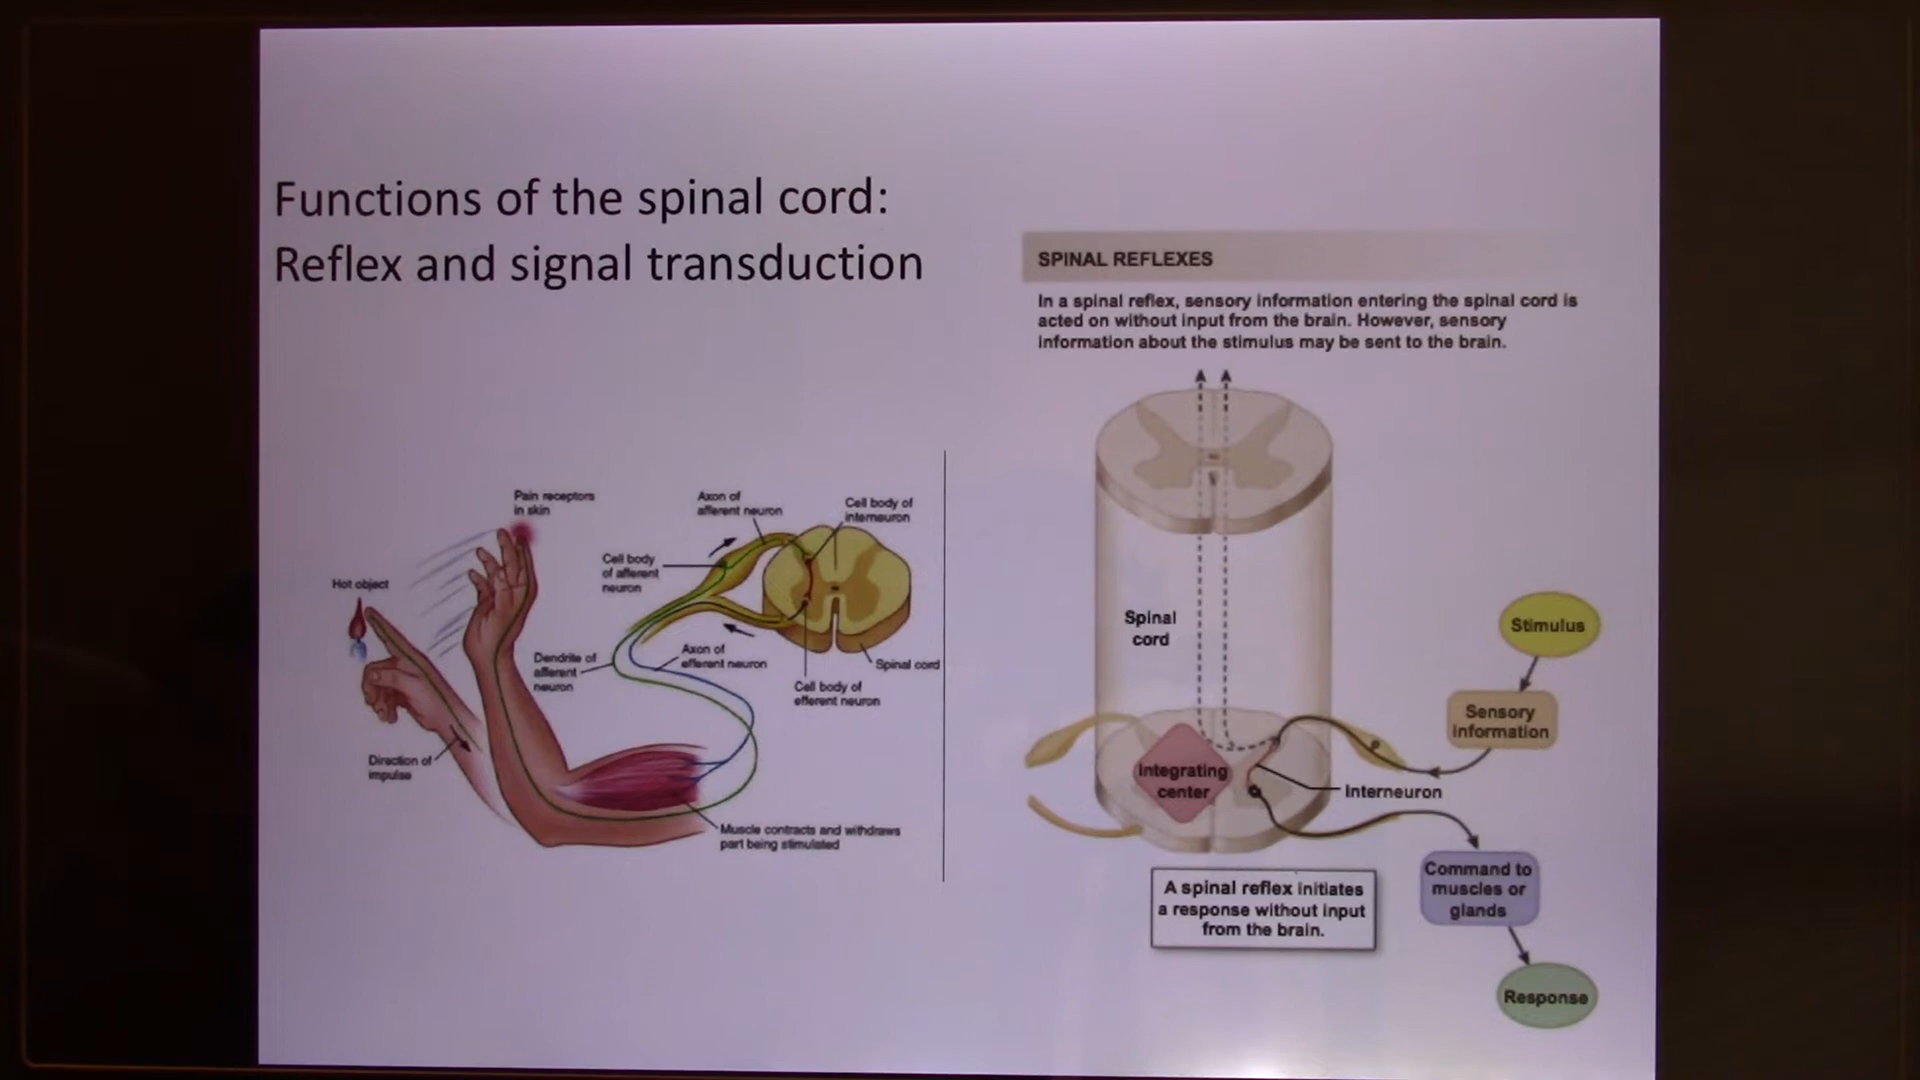 Functions of the spinal cord:
Reflex and signal transduction
SPINAL REFLEXES
In a spinal reflex, sensory information entering the spinal cord is
acted on without input from the brain. However, sensory
information about the stimulus may be sent to the brain.
Pain receptors
in skin
Axon of
afferent neuron
Cell body of
interneuron
Cell body
of afferent
neuron
Hot object
Dendrite of
afferent
neuron
Axon of
efferent neuron
Spinal cord
Cell body of
efferent neuron
Direction of
impulse
Muscle contracts and withdraws
part being stimulated
Spinal
cord
Stimulus
Sensory
information
Integrating
center
Interneuron
Command to
muscles or
glands
A spinal reflex initiates
a response without input
from the brain.
Response